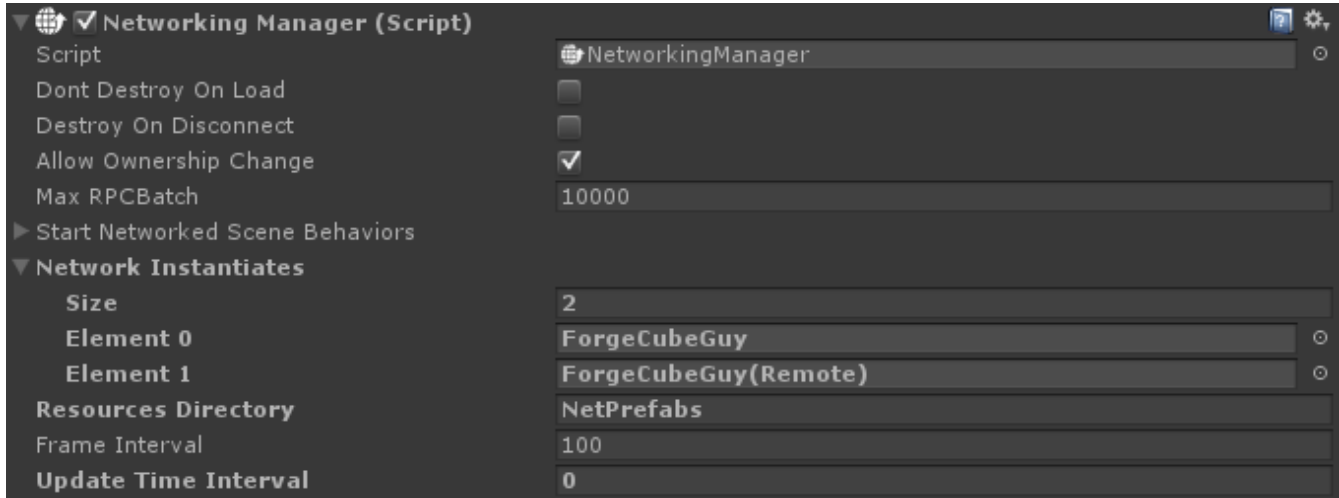 Networking Manager (Script)
Script NetworkingManager
Dont Destroy On Load
Destroy On Disconnect
Allow Ownership Change
Max RPCBatch 10000
Start Networked Scene Behaviors
Network Instantiates
Size 2
Element 0 ForgeCubeGuy
Element 1 ForgeCubeGuy(Remote)
Resources Directory NetPrefabs
Frame Interval 100
Update Time Interval 0